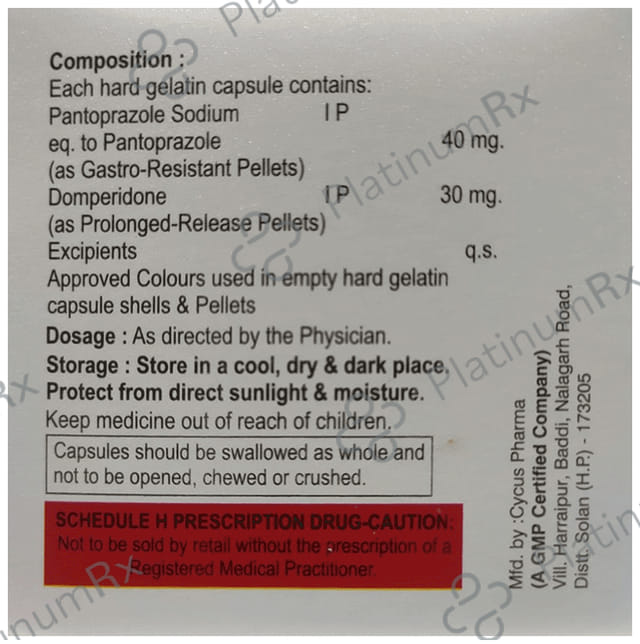 Composition :
Each hard gelatin capsule contains:
Pantoprazole Sodium IP
eq. to Pantoprazole 40 mg.
(as Gastro-Resistant Pellets)
Domperidone IP 30 mg.
(as Prolonged-Release Pellets)
Excipients q.s.
Approved Colours used in empty hard gelatin
capsule shells & Pellets
Dosage : As directed by the Physician.
Storage : Store in a cool, dry & dark place,
Protect from direct sunlight & moisture.
Keep medicine out of reach of children.
Capsules should be swallowed as whole and
not to be opened, chewed or crushed.
SCHEDULE H PRESCRIPTION DRUG-CAUTION:
Not to be sold by retail without the prescription of a
Registered Medical Practitioner.
Mfd. by :Cycus Pharma
(A GMP Certified Company)
Vill. Harraipur, Baddi, Nalagarh Road,
Distt. Solan (H.P.) - 173205
PlatinumRx
PlatinumRx
PlatinumRx